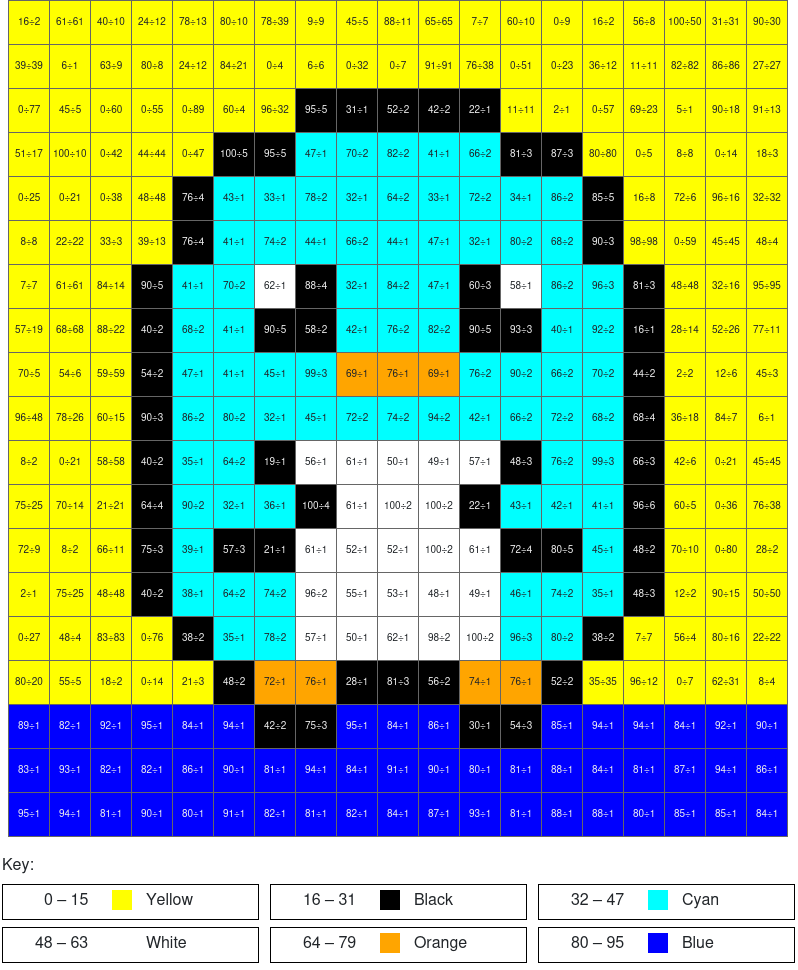 16÷2 61÷61 40÷10 24÷12 78÷13 80÷10 78÷39 9÷9 45÷5 88÷11 65÷65 7÷7 60÷10 0÷9 16÷2 56÷8 100÷50 31÷31 90÷30
39÷39 6÷1 63÷9 80÷8 24÷12 84÷21 0÷4 6÷6 0÷32 0÷7 91÷91 76÷38 0÷51 0÷23 36÷12 11÷11 82÷82 86÷86 27÷27
0÷77 45÷5 0÷60 0÷55 0÷89 60÷4 96÷32 95÷5 31÷1 52÷2 42÷2 22÷1 11÷11 2÷1 0÷57 69÷23 5÷1 90÷18 91÷13
51÷17 100÷10 0÷42 44÷44 0÷47 100÷5 95÷5 47÷1 70÷2 82÷2 41÷1 66÷2 81÷3 87÷3 80÷80 0÷5 8÷8 0÷14 18÷3
0÷25 0÷21 0÷38 48÷48 76÷4 43÷1 33÷1 78÷2 32÷1 64÷2 33÷1 72÷2 34÷1 86÷2 85÷5 16÷8 72÷6 96÷16 32÷32
8÷8 22÷22 33÷3 39÷13 76÷4 41÷1 74÷2 44÷1 66÷2 44÷1 47÷1 32÷1 80÷2 68÷2 90÷3 98÷98 0÷59 45÷45 48÷4
7÷7 61÷61 84÷14 90÷5 41÷1 70÷2 62÷1 88÷4 32÷1 84÷2 47÷1 60÷3 58÷1 86÷2 96÷3 81÷3 48÷48 32÷16 95÷95
57÷19 68÷68 88÷22 40÷2 68÷2 41÷1 90÷5 58÷2 42÷1 76÷2 82÷2 90÷5 93÷3 40÷1 92÷2 16÷1 28÷14 52÷26 77÷11
70÷5 54÷6 59÷59 54÷2 47÷1 41÷1 45÷1 99÷3 69÷1 76÷1 69÷1 76÷2 90÷2 66÷2 70÷2 44÷2 2÷2 12÷6 45÷3
96÷48 78÷26 60÷15 90÷3 86÷2 80÷2 32÷1 45÷1 72÷2 74÷2 94÷2 42÷1 66÷2 72÷2 68÷2 68÷4 36÷18 84÷7 6÷1
8÷2 0÷21 58÷58 40÷2 35÷1 64÷2 19÷1 56÷1 61÷1 50÷1 49÷1 57÷1 48÷3 76÷2 99÷3 66÷3 42÷6 0÷21 45÷45
75÷25 70÷14 21÷21 64÷4 90÷2 32÷1 36÷1 100÷4 61÷1 100÷2 100÷2 22÷1 43÷1 42÷1 41÷1 96÷6 60÷5 0÷36 76÷38
72÷9 8÷2 66÷11 75÷3 39÷1 57÷3 21÷1 61÷1 52÷1 52÷1 100÷2 61÷1 72÷4 80÷5 45÷1 48÷2 70÷10 0÷80 28÷2
2÷1 75÷25 48÷48 40÷2 38÷1 64÷2 74÷2 96÷2 55÷1 53÷1 48÷1 49÷1 46÷1 74÷2 35÷1 48÷3 12÷2 90÷15 50÷50
0÷27 48÷4 83÷83 0÷76 38÷2 35÷1 78÷2 57÷1 50÷1 62÷1 98÷2 100÷2 96÷3 80÷2 38÷2 7÷7 56÷4 80÷16 22÷22
80÷20 55÷5 18÷2 0÷14 21÷3 48÷2 72÷1 76÷1 28÷1 81÷3 56÷2 74÷1 76÷1 52÷2 35÷35 96÷12 0÷7 62÷31 8÷4
89÷1 82÷1 92÷1 95÷1 84÷1 94÷1 42÷2 75÷3 95÷1 84÷1 86÷1 30÷1 54÷3 85÷1 94÷1 94÷1 84÷1 92÷1 90÷1
83÷1 93÷1 82÷1 82÷1 86÷1 90÷1 81÷1 94÷1 84÷1 91÷1 90÷1 80÷1 81÷1 88÷1 84÷1 81÷1 87÷1 94÷1 86÷1
95÷1 94÷1 81÷1 90÷1 80÷1 91÷1 82÷1 81÷1 82÷1 84÷1 87÷1 93÷1 81÷1 88÷1 88÷1 80÷1 85÷1 85÷1 84÷1
Key:
0 – 15 Yellow 16 – 31 Black 32 – 47 Cyan
48 – 63 White 64 – 79 Orange 80 – 95 Blue